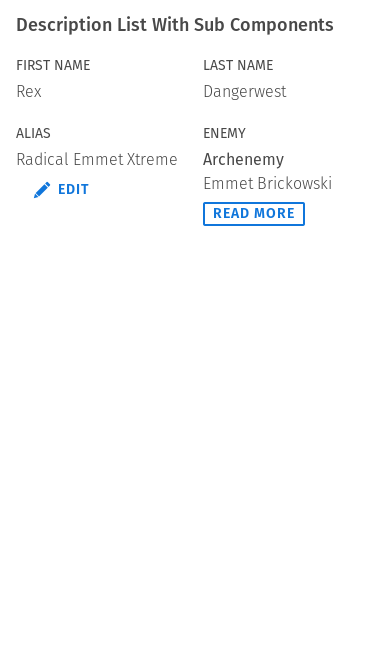 Description List With Sub Components
FIRST NAME
Rex
LAST NAME
Dangerwest
ALIAS
Radical Emmet Xtreme
EDIT
ENEMY
Archenemy
Emmet Brickowski
READ MORE